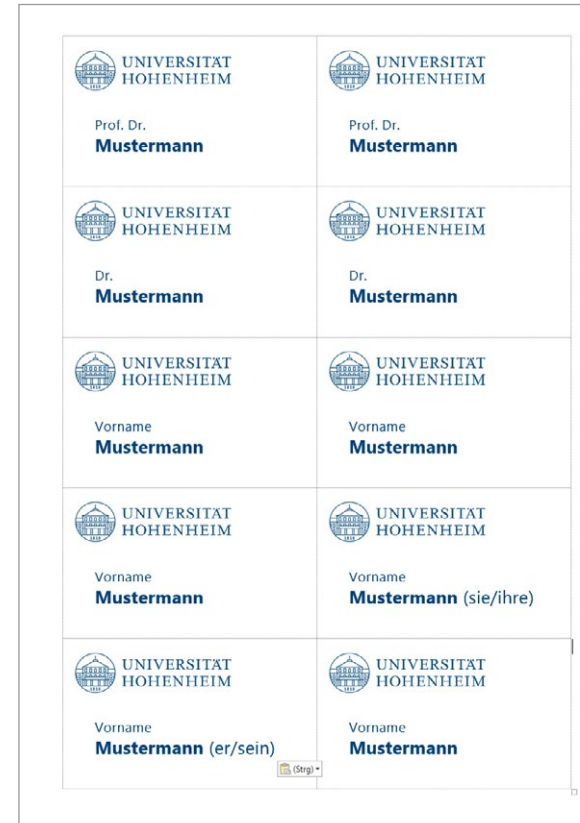 UNIVERSITÄT
HOHENHEIM
Prof. Dr.
Mustermann
UNIVERSITÄT
HOHENHEIM
Prof. Dr.
Mustermann
UNIVERSITÄT
HOHENHEIM
Dr.
Mustermann
UNIVERSITÄT
HOHENHEIM
Dr.
Mustermann
UNIVERSITÄT
HOHENHEIM
Vorname
Mustermann
UNIVERSITÄT
HOHENHEIM
Vorname
Mustermann
UNIVERSITÄT
HOHENHEIM
Vorname
Mustermann
UNIVERSITÄT
HOHENHEIM
Vorname
Mustermann (sie/ihre)
UNIVERSITÄT
HOHENHEIM
Vorname
Mustermann (er/sein)
UNIVERSITÄT
HOHENHEIM
Vorname
Mustermann
(Strg)